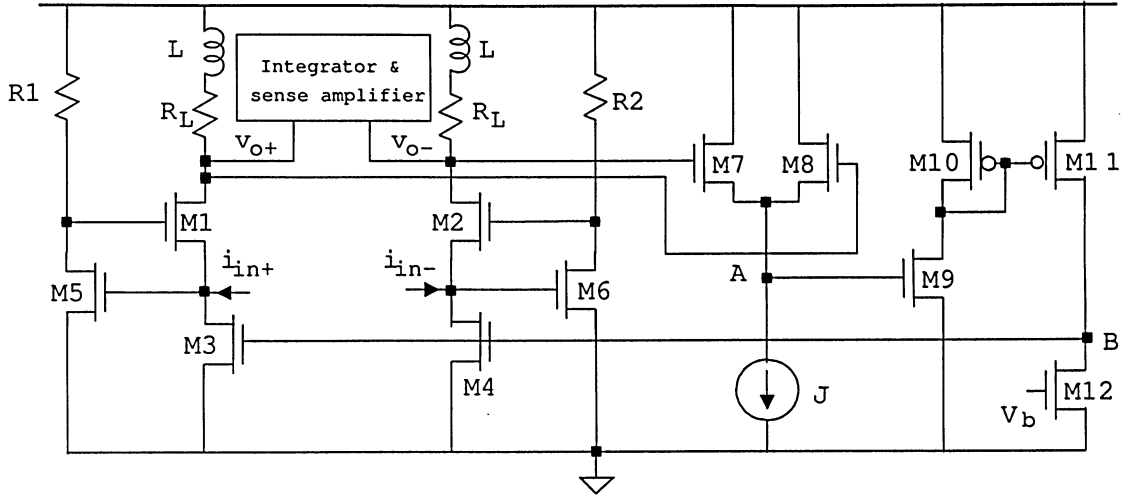 L
L
Integrator &
sense amplifier
R1
RL
RL
R2
vo+
vo-
M7
M8
M10
M11
M1
M2
iin+
iin-
A
M9
M5
M6
M3
B
M4
J
Vb
M12